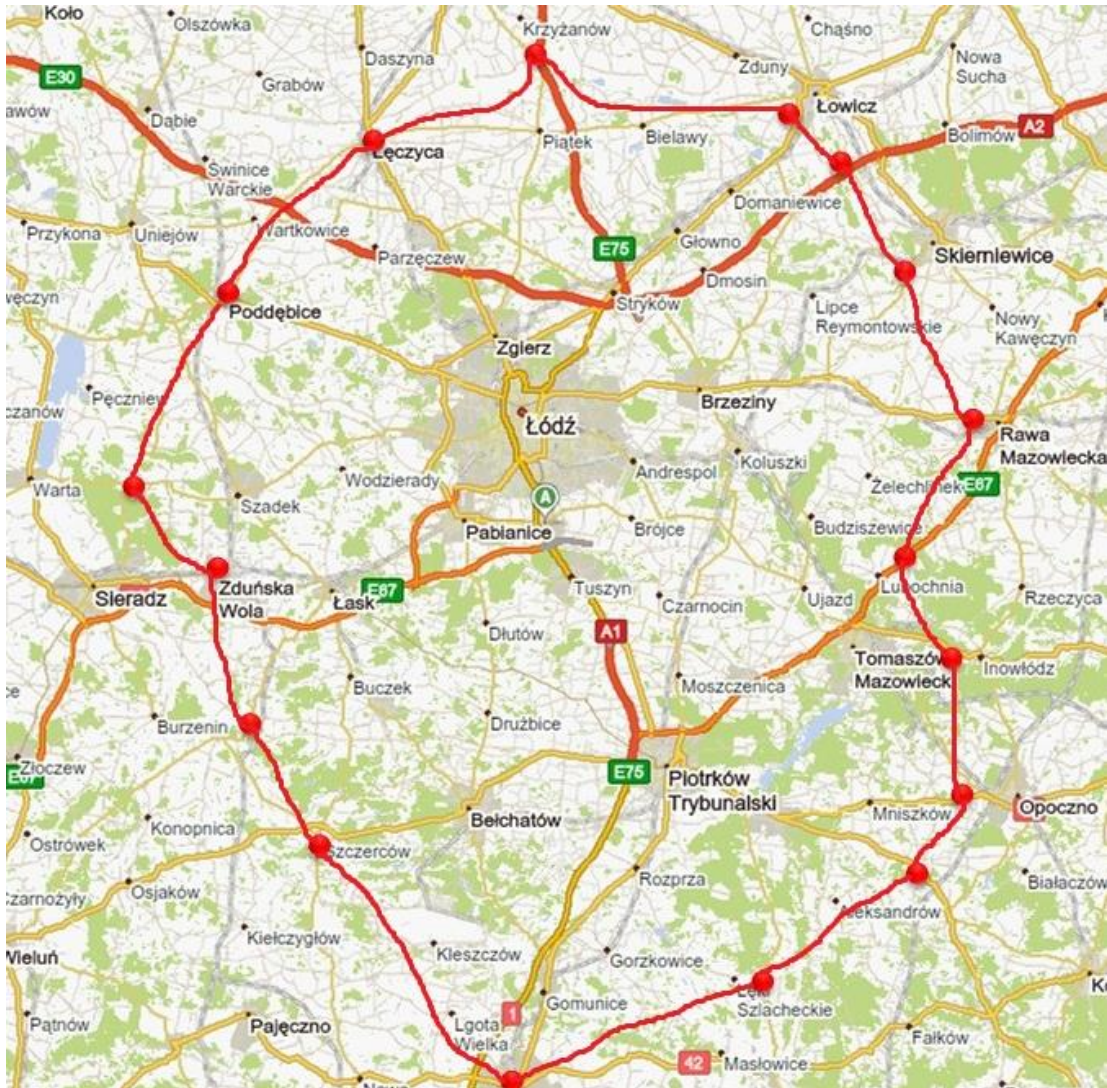 Koło
Olszówka
Krzyżanów
Chąśno
Daszyna
Zduny
Nowa
Sucha
E30
Grabów
Dąbie
Łowicz
Bolimów
A2
Łęczyca
Piątek
Bielawy
Świnice
Warckie
Domaniewice
Przykona
Uniejów
Wartkowice
Parzęczew
E75
Głowno
Skierniewice
Dmosin
Stryków
Poddębice
Lipce
Reymontowskie
Nowy
Kawęczyn
Zgierz
Brzeziny
Łódź
Rawa
Mazowiecka
Andrespol
Koluszki
Wodzierady
Warta
Szadek
Żelechlinek
E67
A
Pabianice
Brójce
Budziszewice
Tuszyn
Zduńska
Wola
Sieradz
Łask
E67
Ujazd
Lubochnia
Rzeczyca
Czarnocin
Dłutów
A1
Tomaszów
Inowłódz
Buczek
Moszczenica
Burzenin
Drużbice
Złoczew
E75
Piotrków
Trybunalski
Bełchatów
Mniszków
Opoczno
Konopnica
Ostrówek
Szczerców
Osjaków
Rozprza
Białaczów
Aleksandrów
Kiełczygłów
Kleszczów
Gorzkowice
Wieluń
Łęki
Szlacheckie
Gomunice
Pątnów
Pajęczno
Lgota
Wielka
1
42
Masłowice
Fałków